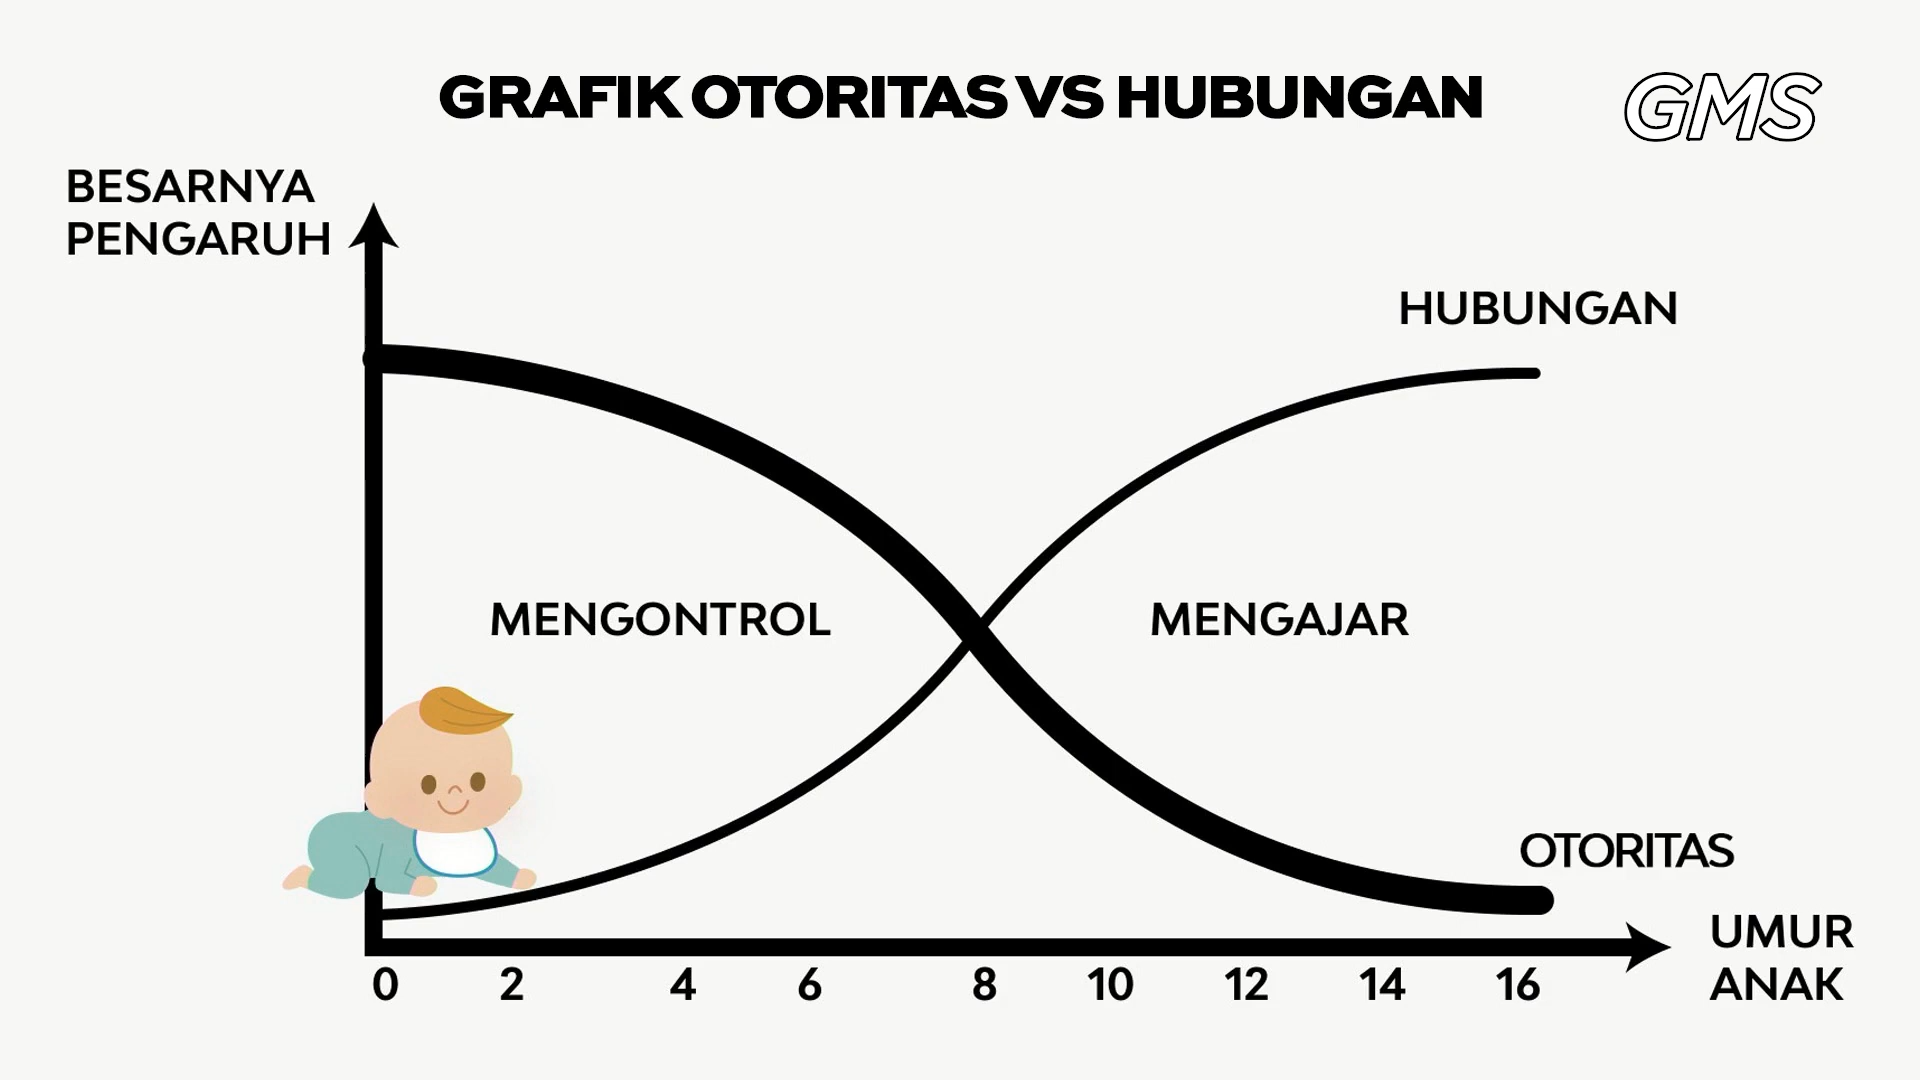 GRAFIK OTORITAS VS HUBUNGAN
GMS
BESARNYA
PENGARUH
HUBUNGAN
MENGONTROL
MENGAJAR
OTORITAS
UMUR
ANAK
0 2 4 6 8 10 12 14 16